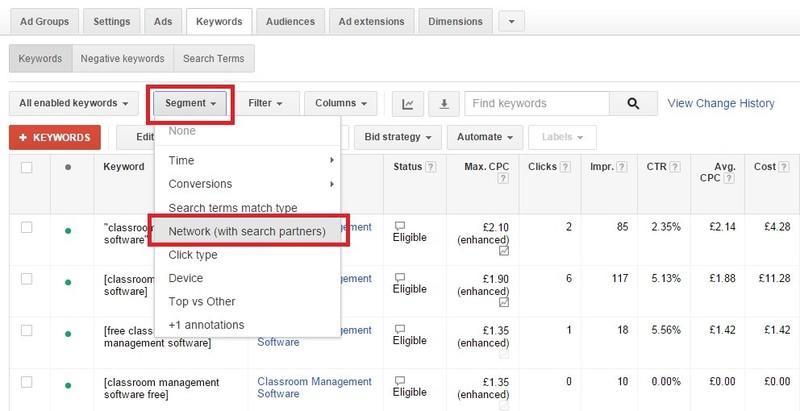 Ad Groups Settings Ads Keywords Audiences Ad extensions Dimensions
Keywords Negative keywords Search Terms
All enabled keywords Segment Filter Columns Find keywords View Change History
+ KEYWORDS Edit Bid strategy Automate Labels
None
Time
Conversions
Search terms match type
Network (with search partners)
Click type
Device
Top vs Other
+1 annotations
Keyword Status ? Max. CPC ? Clicks ? Impr. ? CTR ? Avg. CPC ? Cost ?
"classroom
software"
Eligible
£2.10
(enhanced)
2 85 2.35% £2.14 £4.28
[classroom
software]
Eligible
£1.90
(enhanced)
6 117 5.13% £1.88 £11.28
[free class
management software]
Software
Eligible
£1.35
(enhanced)
1 18 5.56% £1.42 £1.42
[classroom management
software free]
Classroom Management
Software
Eligible
£1.35
(enhanced)
0 10 0.00% £0.00 £0.00